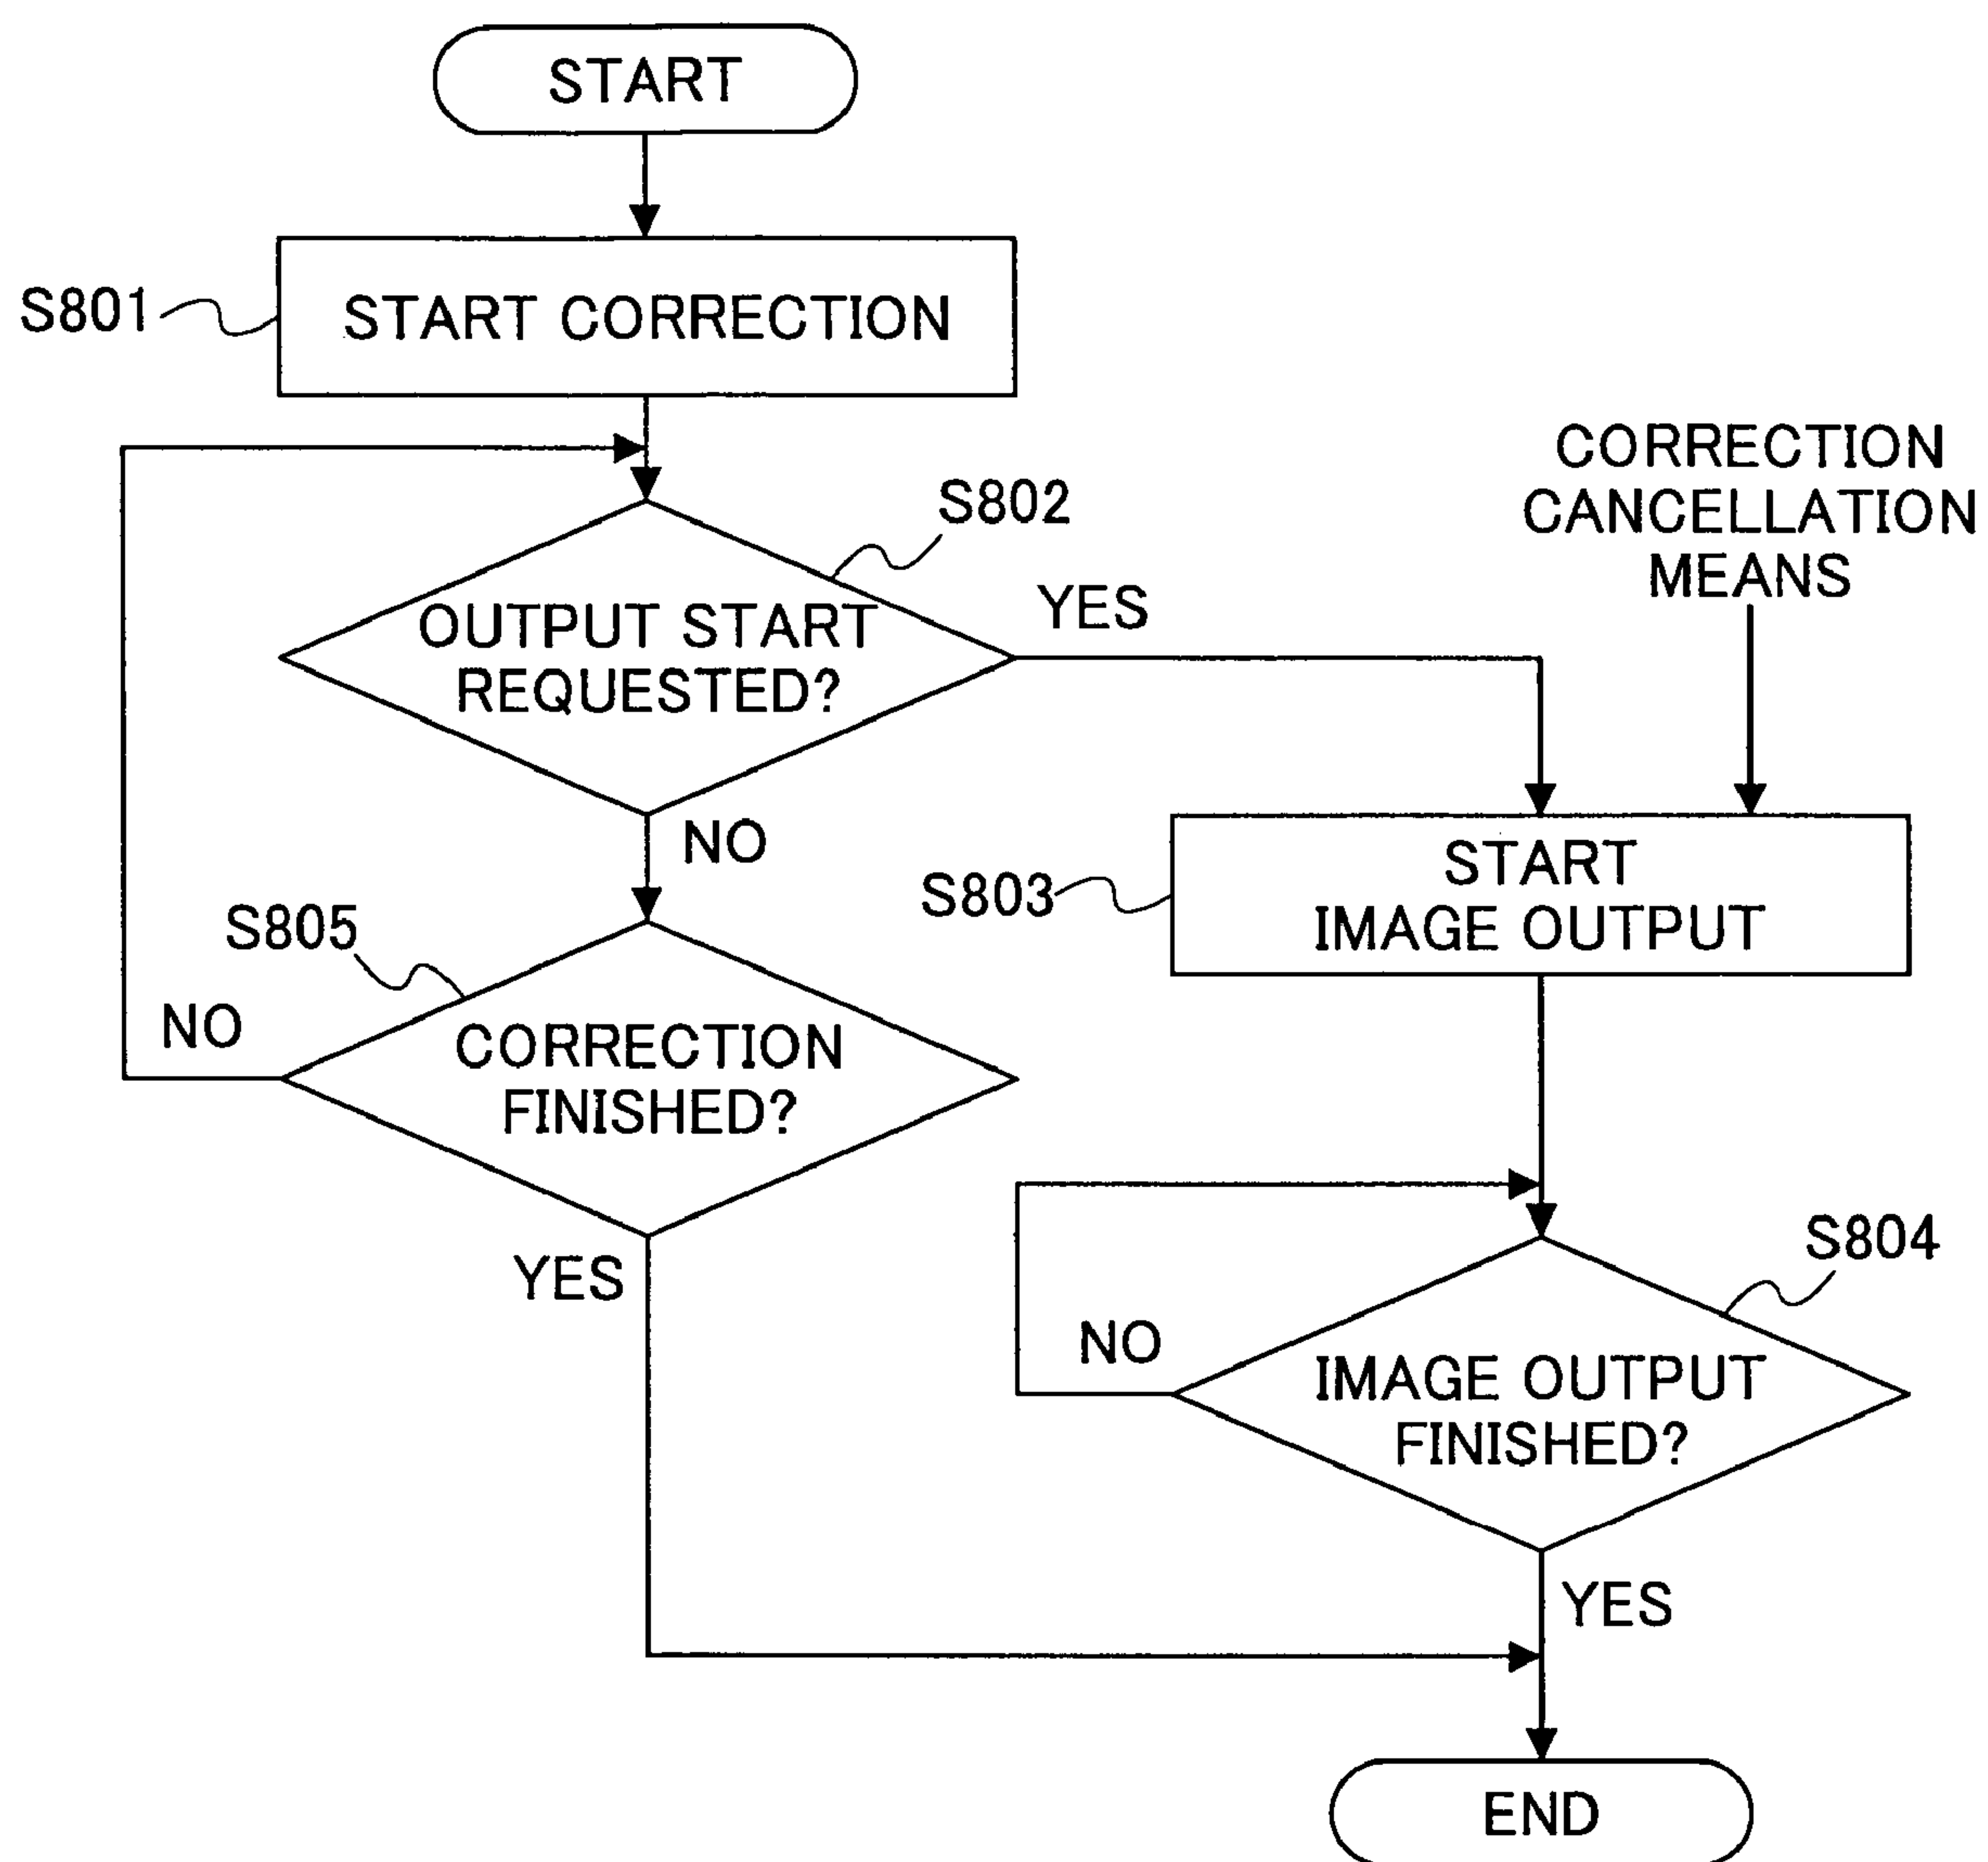 START
S801
START CORRECTION
CORRECTION
CANCELLATION
MEANS
S802
OUTPUT START
REQUESTED?
YES
NO
S803
START
IMAGE OUTPUT
S805
NO
CORRECTION
FINISHED?
YES
S804
NO
IMAGE OUTPUT
FINISHED?
YES
END